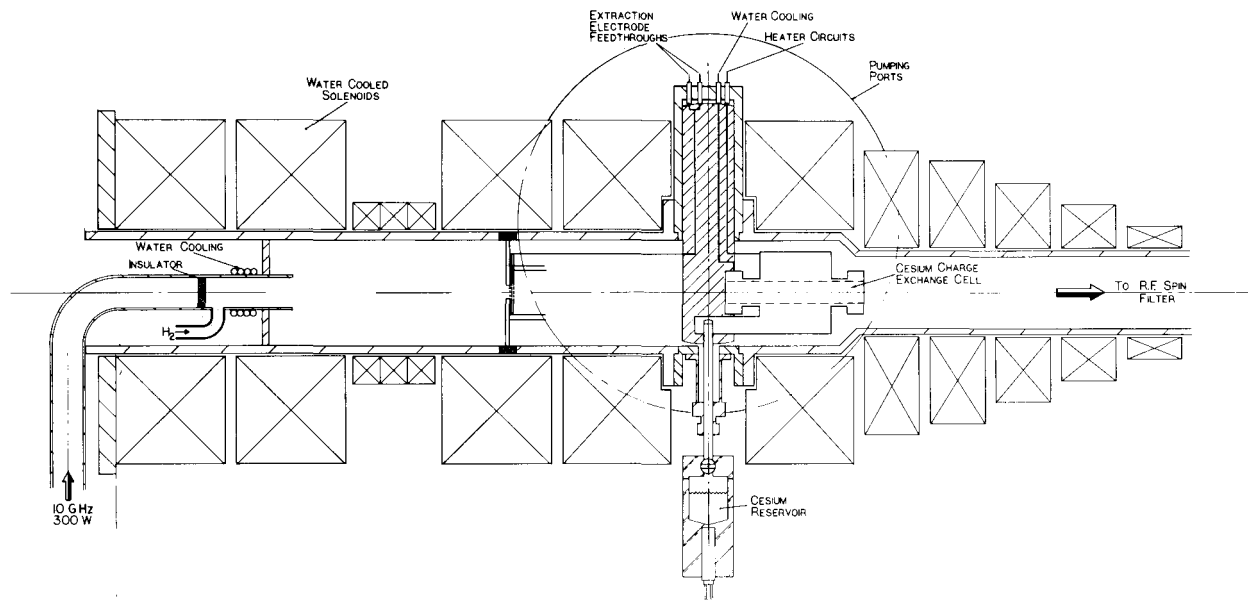 EXTRACTION
ELECTRODE
FEEDTHROUGHS
WATER COOLING
HEATER CIRCUITS
PUMPING
PORTS
WATER COOLED
SOLENOIDS
WATER COOLING
INSULATOR
H2
CESIUM CHARGE
EXCHANGE CELL
TO R.F. SPIN
FILTER
10 GHz
300 W
CESIUM
RESERVOIR